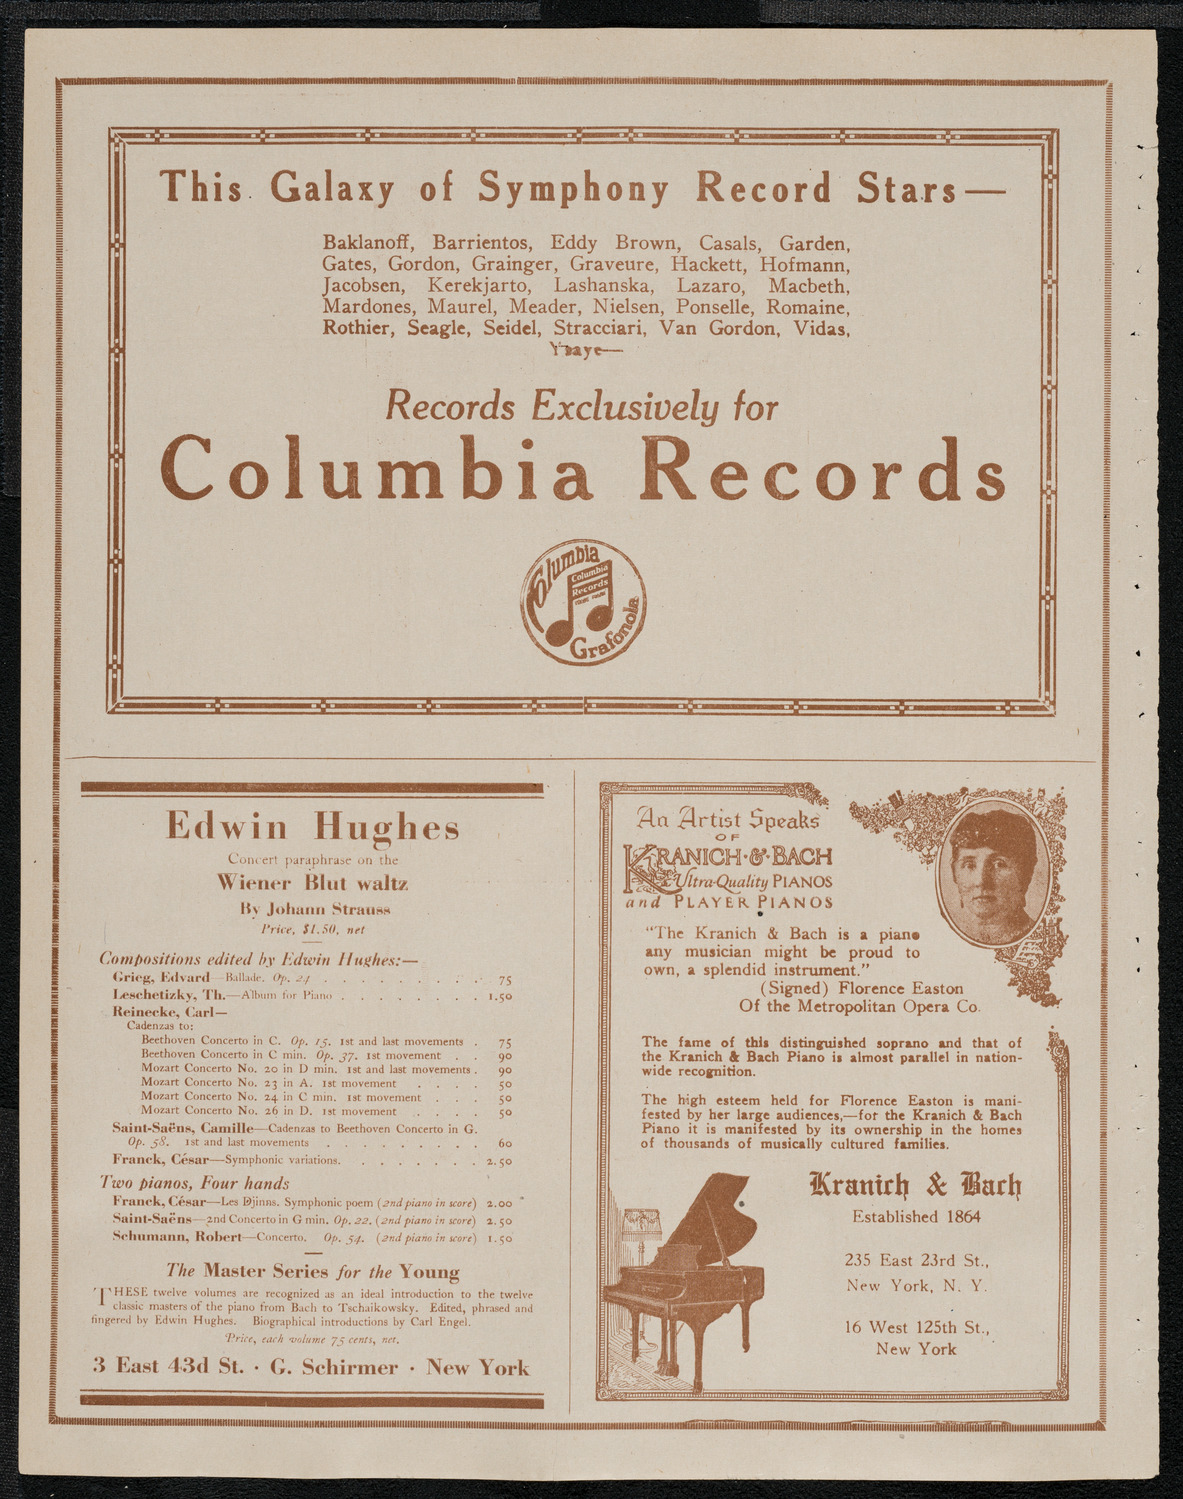 This Galaxy of Symphony Record Stars—
Baklanoff, Barrientos, Eddy Brown, Casals, Garden,
Gates, Gordon, Grainger, Graveure, Hackett, Hofmann,
Jacobsen, Kerekjarto, Lashanska, Lazaro, Macbeth,
Mardones, Maurel, Meader, Nielsen, Ponselle, Romaine,
Rothier, Seagle, Seidel, Stracciari, Van Gordon, Vidas,
Ysaye—
Records Exclusively for
Columbia Records
Columbia
Columbia
Records
Grafonola
Edwin Hughes
Concert paraphrase on the
Wiener Blut waltz
By Johann Strauss
Price, $1.50, net
Compositions edited by Edwin Hughes:—
Grieg, Edvard—Ballade. Op. 24 . . . . . . . . . 75
Leschetizky, Th.—Album for Piano . . . . . . . . 1.50
Reinecke, Carl—
Cadenzas to:
Beethoven Concerto in C. Op. 15. 1st and last movements . 75
Beethoven Concerto in C min. Op. 37. 1st movement . . 90
Mozart Concerto No. 20 in D min. 1st and last movements . 90
Mozart Concerto No. 23 in A. 1st movement . . . . 50
Mozart Concerto No. 24 in C min. 1st movement . . . 50
Mozart Concerto No. 26 in D. 1st movement . . . . 50
Saint-Saëns, Camille—Cadenzas to Beethoven Concerto in G.
Op. 58. 1st and last movements . . . . . . . . 60
Franck, César—Symphonic variations. . . . . . . . 2.50
Two pianos, Four hands
Franck, César—Les Djinns. Symphonic poem (2nd piano in score) 2.00
Saint-Saëns—2nd Concerto in G min. Op. 22. (2nd piano in score) 2.50
Schumann, Robert—Concerto. Op. 54. (2nd piano in score) 1.50
The Master Series for the Young
THESE twelve volumes are recognized as an ideal introduction to the twelve
classic masters of the piano from Bach to Tschaikowsky. Edited, phrased and
fingered by Edwin Hughes. Biographical introductions by Carl Engel.
Price, each volume 75 cents, net.
3 East 43d St. · G. Schirmer · New York
An Artist Speaks
OF
KRANICH·&·BACH
Ultra-Quality PIANOS
and PLAYER PIANOS
"The Kranich & Bach is a piano
any musician might be proud to
own, a splendid instrument."
(Signed) Florence Easton
Of the Metropolitan Opera Co.
The fame of this distinguished soprano and that of
the Kranich & Bach Piano is almost parallel in nation-
wide recognition.
The high esteem held for Florence Easton is mani-
fested by her large audiences,—for the Kranich & Bach
Piano it is manifested by its ownership in the homes
of thousands of musically cultured families.
Kranich & Bach
Established 1864
235 East 23rd St.,
New York, N. Y.
16 West 125th St.,
New York